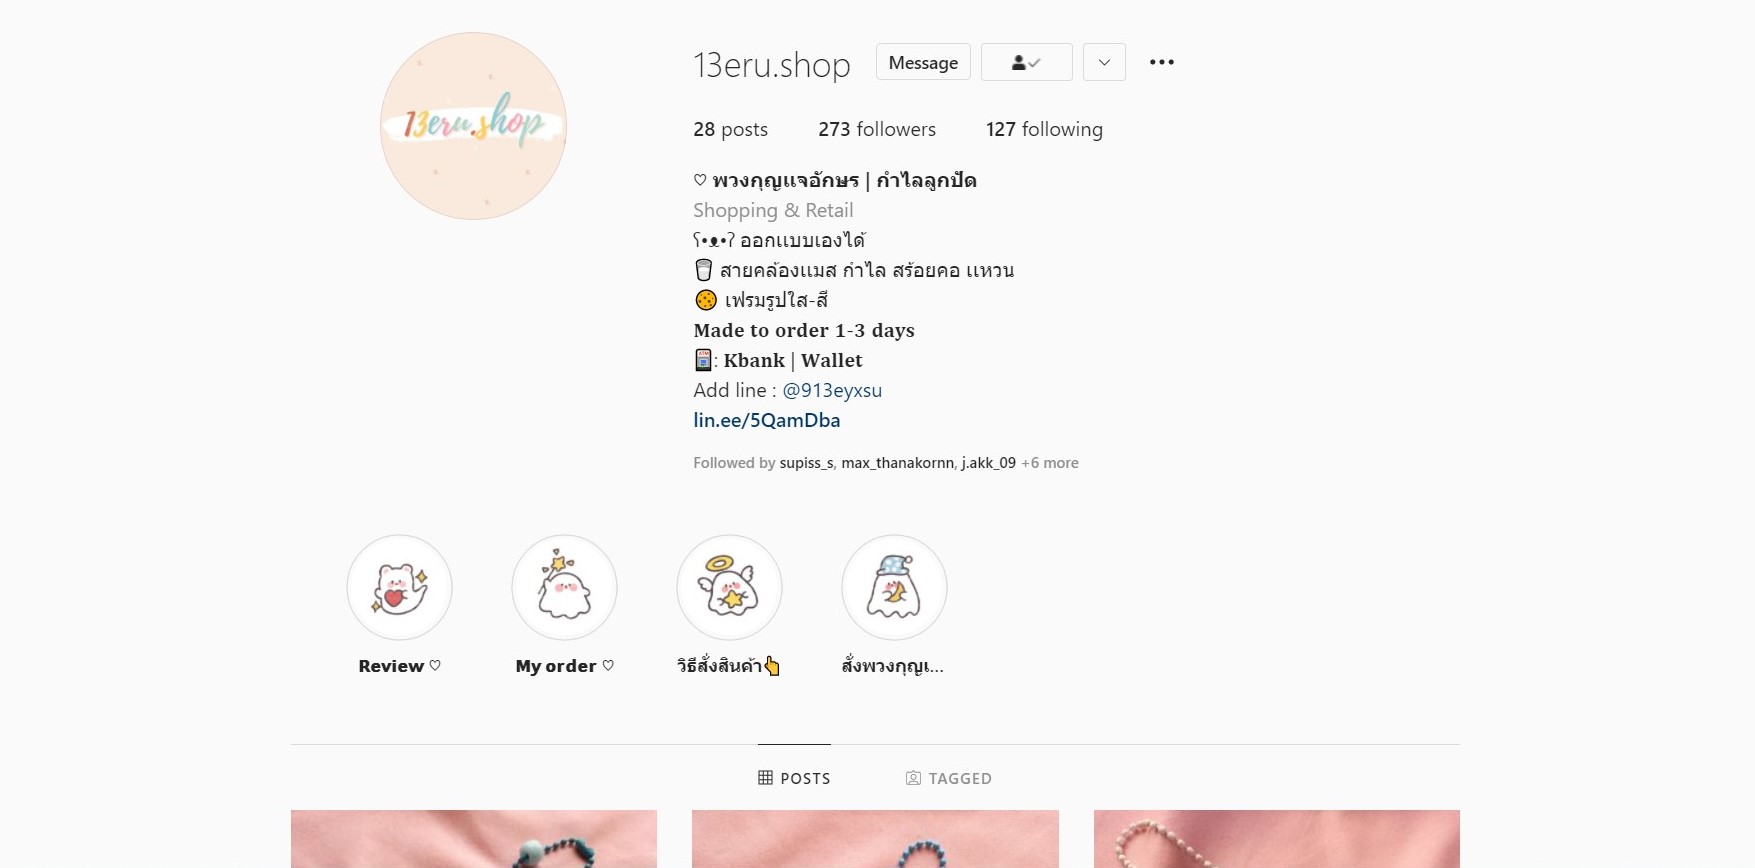 13eru.shop
13eru.shop Message
28 posts 273 followers 127 following
♡ พวงกุญแจอักษร | กำไลลูกปัด
Shopping & Retail
ʕ•ᴥ•ʔ ออกแบบเองได้
🥛 สายคล้องแมส กำไล สร้อยคอ แหวน
🍪 เฟรมรูปใส-สี
Made to order 1-3 days
🏧: Kbank | Wallet
Add line : @913eyxsu
lin.ee/5QamDba
Followed by supiss_s, max_thanakornn, j.akk_09 +6 more
Review ♡ My order ♡ วิธีสั่งสินค้า👆 สั่งพวงกุญแ...
POSTS TAGGED